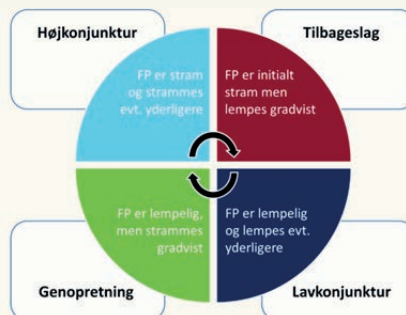 Højkonjunktur
Tilbageslag
FP er stram
og strammes
evt. yderligere
FP er initialt
stram men
lempes gradvist
FP er lempelig,
men strammes
gradvist
FP er lempelig
og lempes evt.
yderligere
Genopretning
Lavkonjunktur